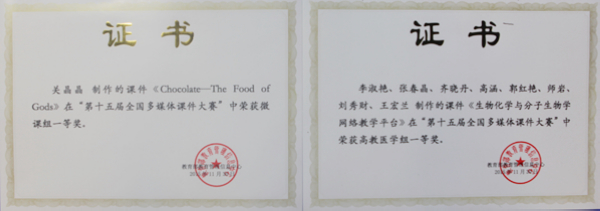 证书
吴晶晶 制作的课件《Chocolate—The Food of
Gods》在“第十五届全国多媒体课件大赛”中荣获微
课组一等奖。
证书
李淑艳、张春晶、齐晓丹、高涵、郭红艳、师岩、
刘秀财、王宏兰 制作的课件《生物化学与分子生物学
网络教学平台》在“第十五届全国多媒体课件大赛”中
荣获高教医学组一等奖。